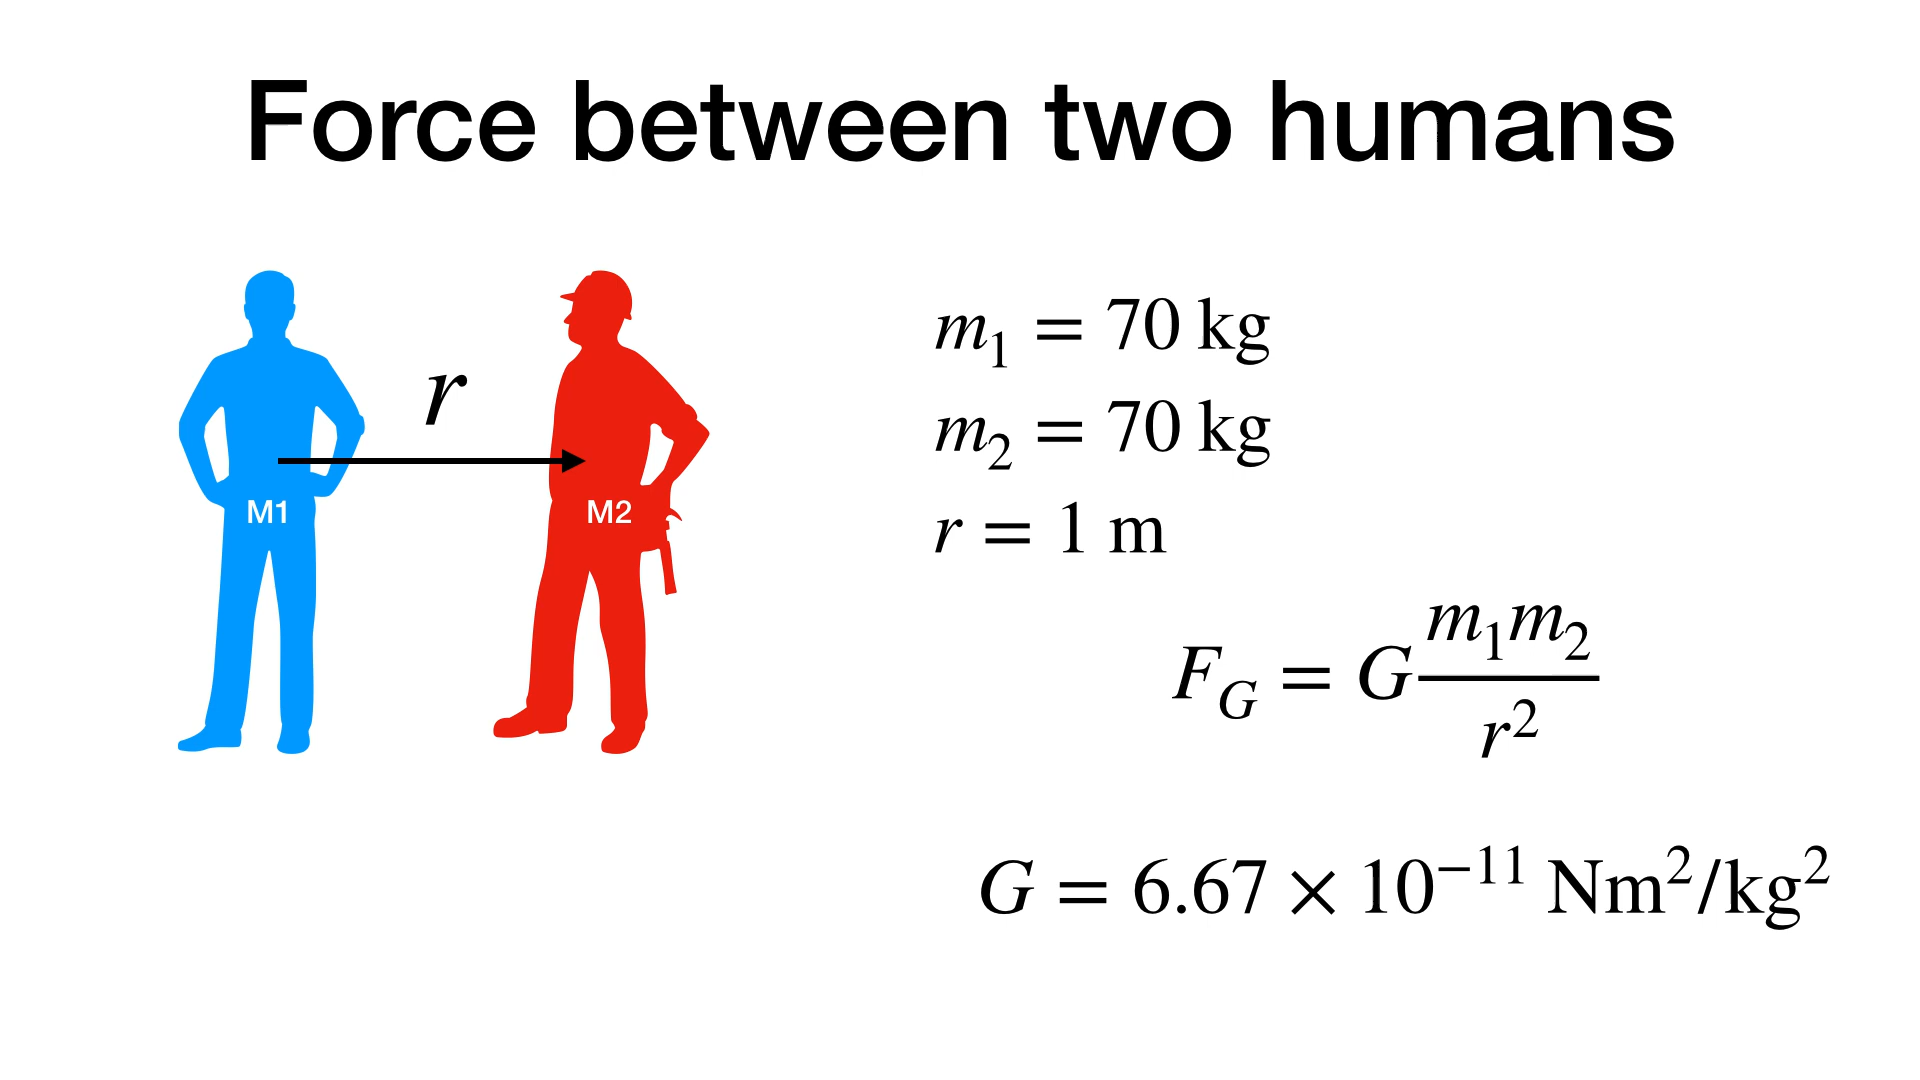 Force between two humans
r
M1
M2
m₁ = 70 kg
m₂ = 70 kg
r = 1 m
F_G = G m₁m₂ / r²
G = 6.67 × 10⁻¹¹ Nm²/kg²